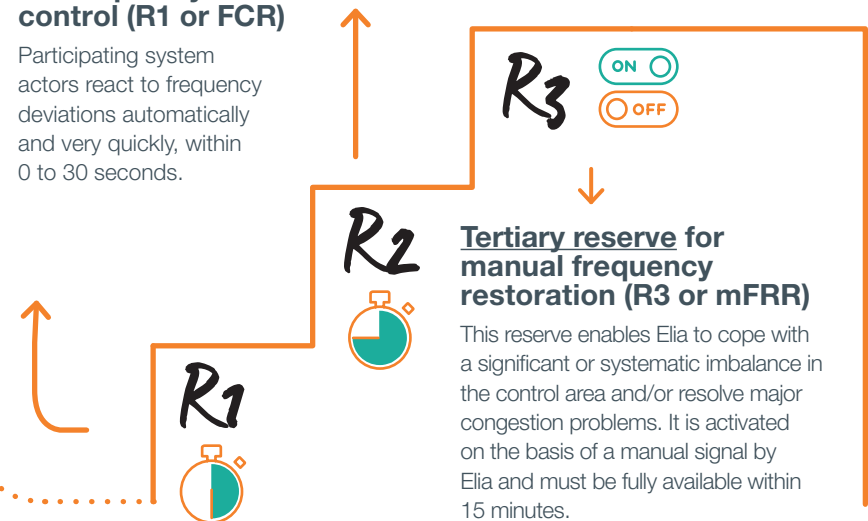 control (R1 or FCR)
Participating system
actors react to frequency
deviations automatically
and very quickly, within
0 to 30 seconds.
R3
ON
OFF
R2
Tertiary reserve for
manual frequency
restoration (R3 or mFRR)
This reserve enables Elia to cope with
a significant or systematic imbalance in
the control area and/or resolve major
congestion problems. It is activated
on the basis of a manual signal by
Elia and must be fully available within
15 minutes.
R1